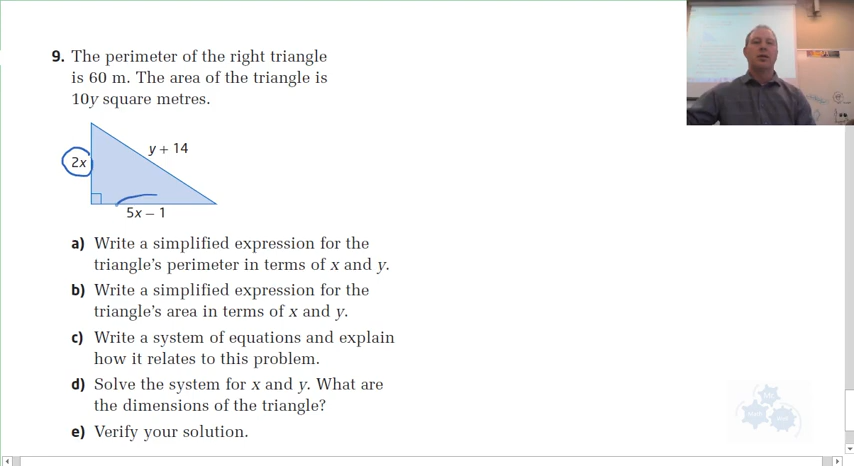 9. The perimeter of the right triangle
is 60 m. The area of the triangle is
10y square metres.
y + 14
2x
5x – 1
a) Write a simplified expression for the
triangle's perimeter in terms of x and y.
b) Write a simplified expression for the
triangle's area in terms of x and y.
c) Write a system of equations and explain
how it relates to this problem.
d) Solve the system for x and y. What are
the dimensions of the triangle?
e) Verify your solution.